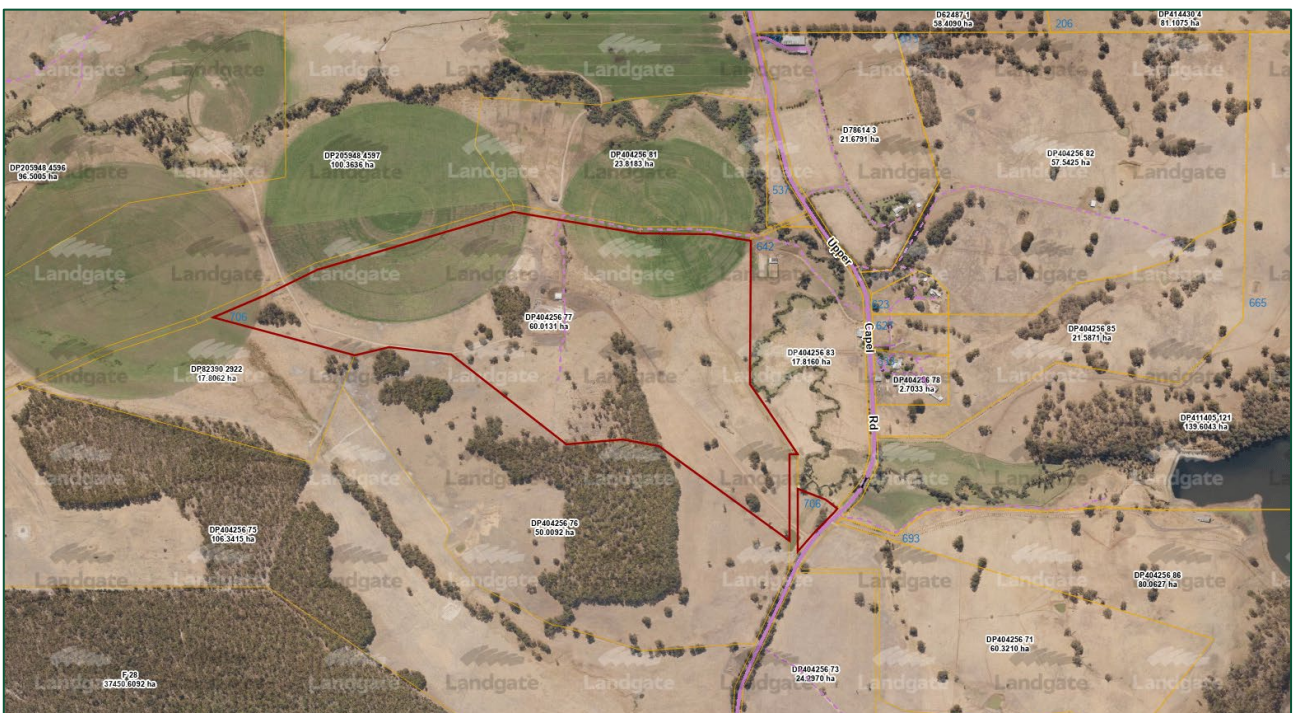 D62487 1
58.4090 ha
206
DP414430 4
81.1075 ha
D78614 3
21.6791 ha
DP404256 82
57.5425 ha
DP205948 4596
96.5005 ha
DP205948 4597
100.3636 ha
DP404256 81
23.8183 ha
537
642
Upper
Capel
Rd
623
665
706
DP404256 77
60.0131 ha
DP404256 83
17.8160 ha
DP404256 85
21.5871 ha
DP82390 2922
17.8062 ha
DP404256 78
2.7033 ha
DP411405 121
139.6043 ha
706
DP404256 75
106.3415 ha
DP404256 76
50.0092 ha
693
DP404256 86
80.0627 ha
DP404256 71
60.3210 ha
DP404256 73
24.2970 ha
F 28
37450.6092 ha
Landgate